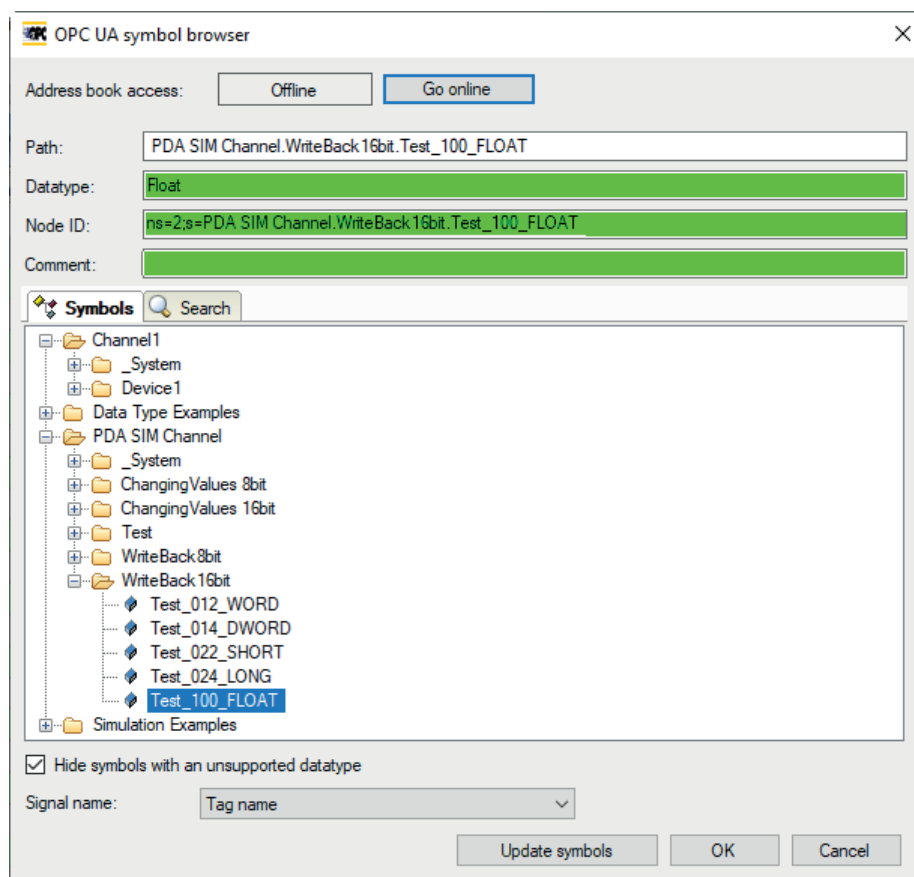 OPC UA symbol browser
Address book access: Offline Go online
Path: PDA SIM Channel.WriteBack16bit.Test_100_FLOAT
Datatype: Float
Node ID: ns=2;s=PDA SIM Channel.WriteBack16bit.Test_100_FLOAT
Comment:
Symbols Search
Channel1
_System
Device1
Data Type Examples
PDA SIM Channel
_System
ChangingValues 8bit
ChangingValues 16bit
Test
WriteBack8bit
WriteBack16bit
Test_012_WORD
Test_014_DWORD
Test_022_SHORT
Test_024_LONG
Test_100_FLOAT
Simulation Examples
Hide symbols with an unsupported datatype
Signal name: Tag name
Update symbols OK Cancel